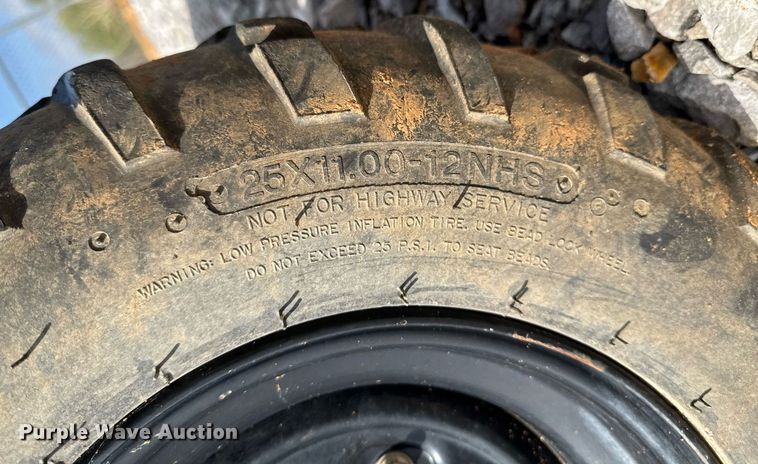 25X11.00-12NHS
NOT FOR HIGHWAY SERVICE
WARNING: LOW PRESSURE INFLATION TIRE. USE BEAD LOCK WHEEL.
DO NOT EXCEED 25 P.S.I. TO SEAT BEADS.
Purple Wave Auction